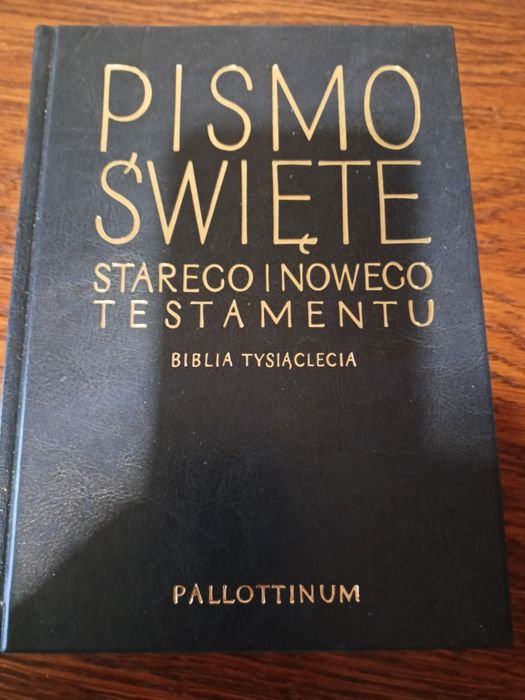 PISMO
ŚWIĘTE
STAREGO I NOWEGO
TESTAMENTU
BIBLIA TYSIĄCLECIA
PALLOTTINUM